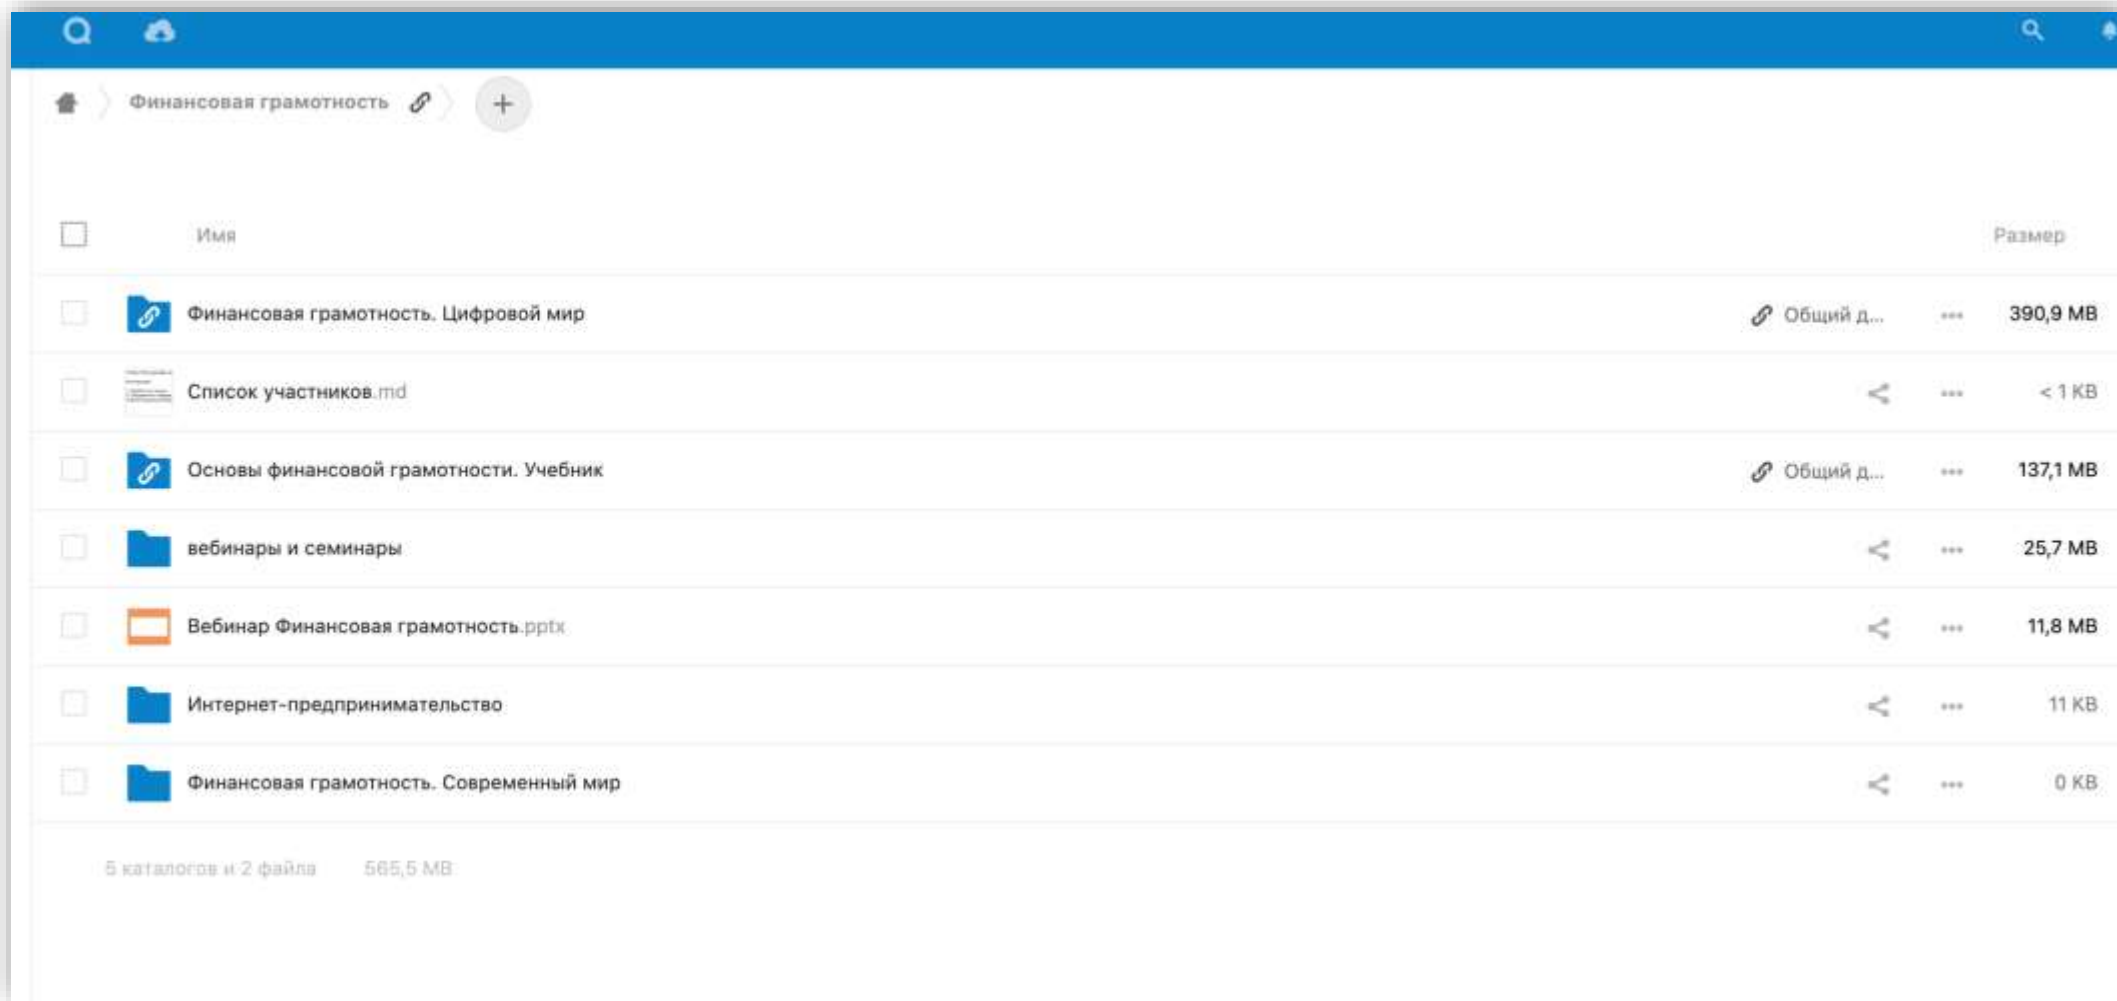 Финансовая грамотность
Имя Размер
Финансовая грамотность. Цифровой мир Общий д... 390,9 MB
Список участников.md < 1 KB
Основы финансовой грамотности. Учебник Общий д... 137,1 MB
вебинары и семинары 25,7 MB
Вебинар Финансовая грамотность.pptx 11,8 MB
Интернет-предпринимательство 11 KB
Финансовая грамотность. Современный мир 0 KB
5 каталогов и 2 файла 565,5 MB